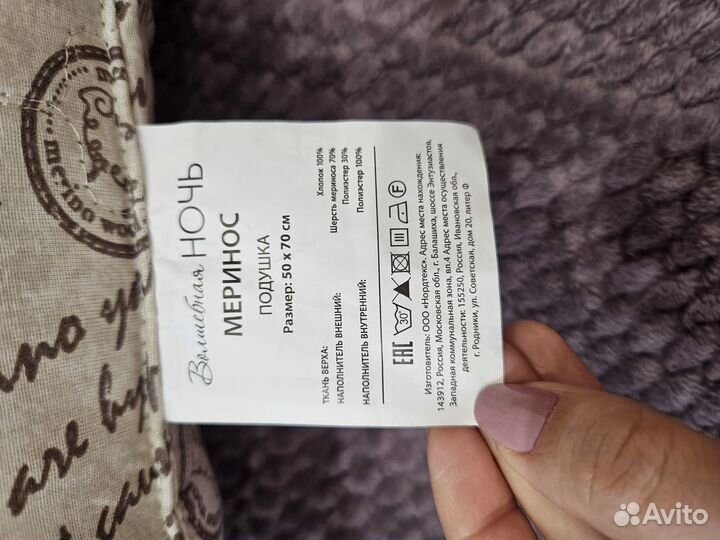 Волшебная НОЧЬ
МЕРИНОС
ПОДУШКА
Размер: 50 х 70 см
ТКАНЬ ВЕРХА: Хлопок 100%
НАПОЛНИТЕЛЬ ВНЕШНИЙ: Шерсть мериноса 70%
Полиэстер 30%
НАПОЛНИТЕЛЬ ВНУТРЕННИЙ: Полиэстер 100%
EAC 30° F
Изготовитель: ООО «Нордтекс». Адрес места нахождения:
143912, Россия, Московская обл., г. Балашиха, шоссе Энтузиастов,
Западная коммунальная зона, вл.4 Адрес места осуществления
деятельности: 155250, Россия, Ивановская обл.,
г. Родники, ул. Советская, дом 20, литер Ф
are
Avito